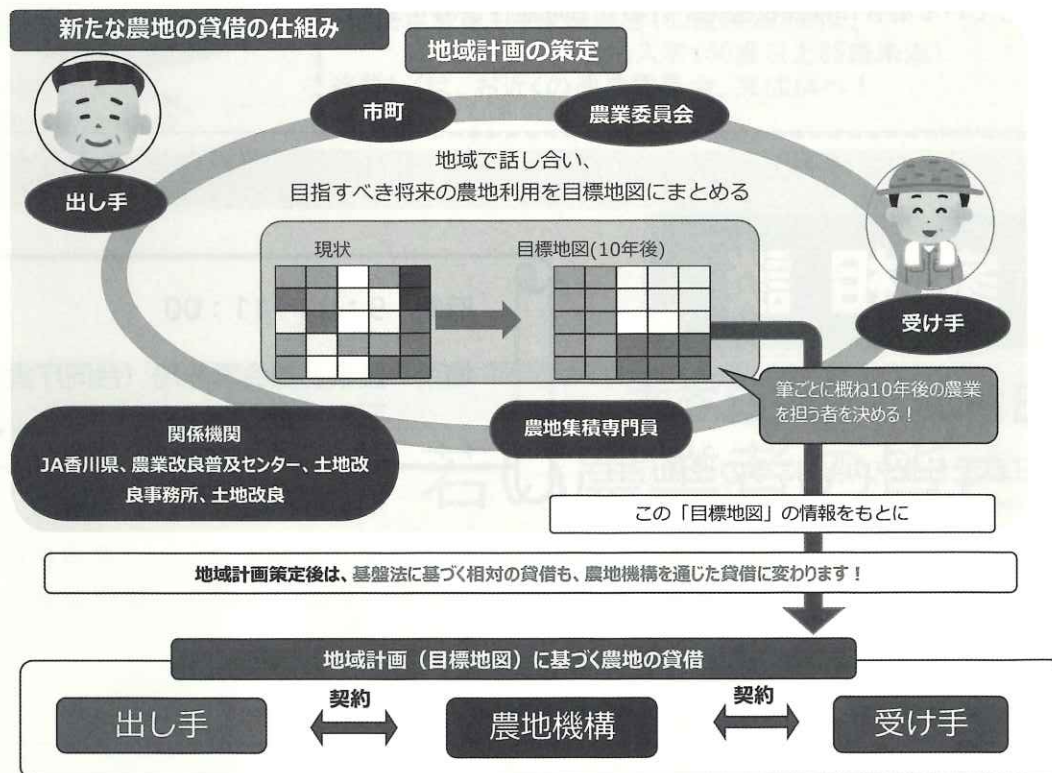 新たな農地の貸借の仕組み
地域計画の策定
市町
農業委員会
出し手
地域で話し合い、
目指すべき将来の農地利用を目標地図にまとめる
現状
目標地図(10年後)
受け手
筆ごとに概ね10年後の農業
を担う者を決める！
農地集積専門員
関係機関
JA香川県、農業改良普及センター、土地改
良事務所、土地改良
この「目標地図」の情報をもとに
地域計画策定後は、基盤法に基づく相対の貸借も、農地機構を通じた貸借に変わります！
地域計画（目標地図）に基づく農地の貸借
出し手
契約
農地機構
契約
受け手